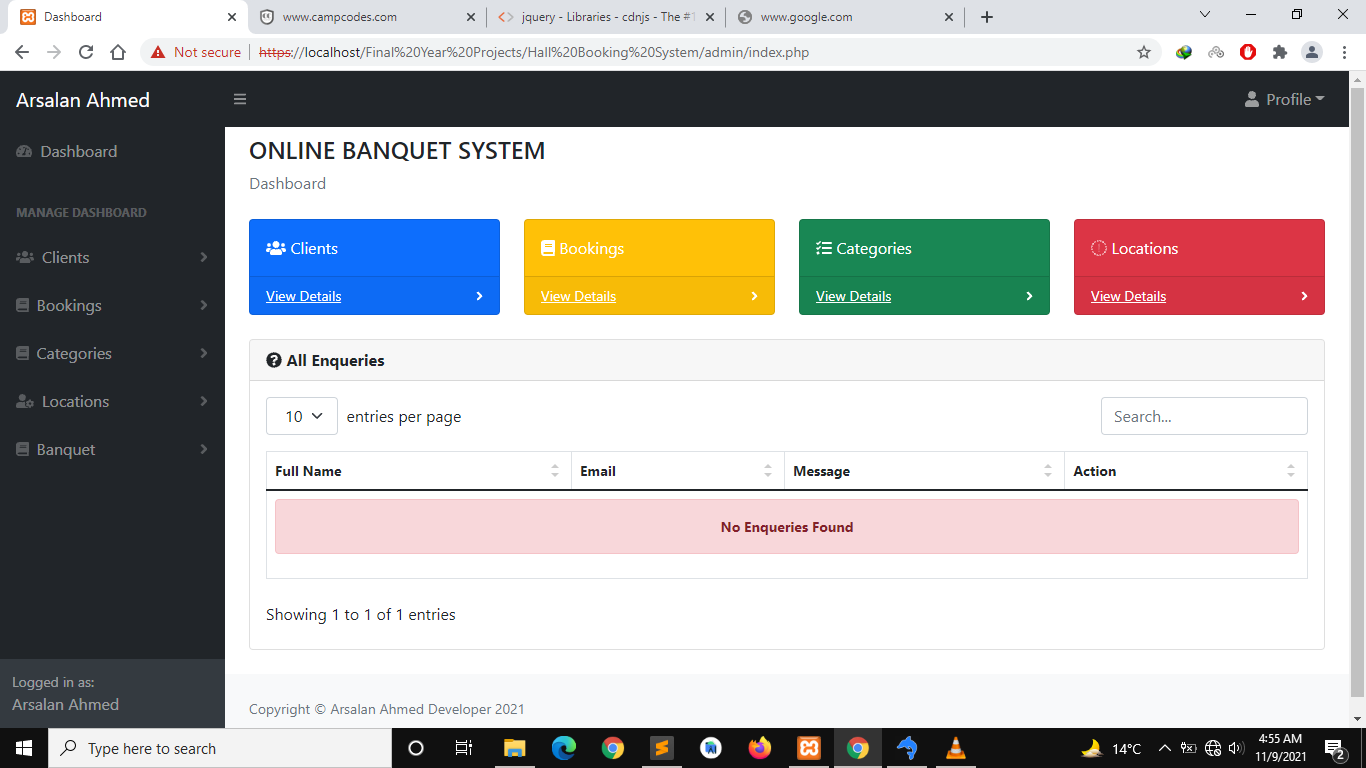 Dashboard
www.campcodes.com
jquery - Libraries - cdnjs - The #1
www.google.com
Not secure
https://localhost/Final%20Year%20Projects/Hall%20Booking%20System/admin/index.php
Arsalan Ahmed
Profile
Dashboard
MANAGE DASHBOARD
Clients
Bookings
Categories
Locations
Banquet
Logged in as:
Arsalan Ahmed
ONLINE BANQUET SYSTEM
Dashboard
Clients
View Details
Bookings
View Details
Categories
View Details
Locations
View Details
All Enqueries
10 entries per page
Search...
Full Name Email Message Action
No Enqueries Found
Showing 1 to 1 of 1 entries
Copyright © Arsalan Ahmed Developer 2021
Type here to search
14°C
4:55 AM
11/9/2021
2